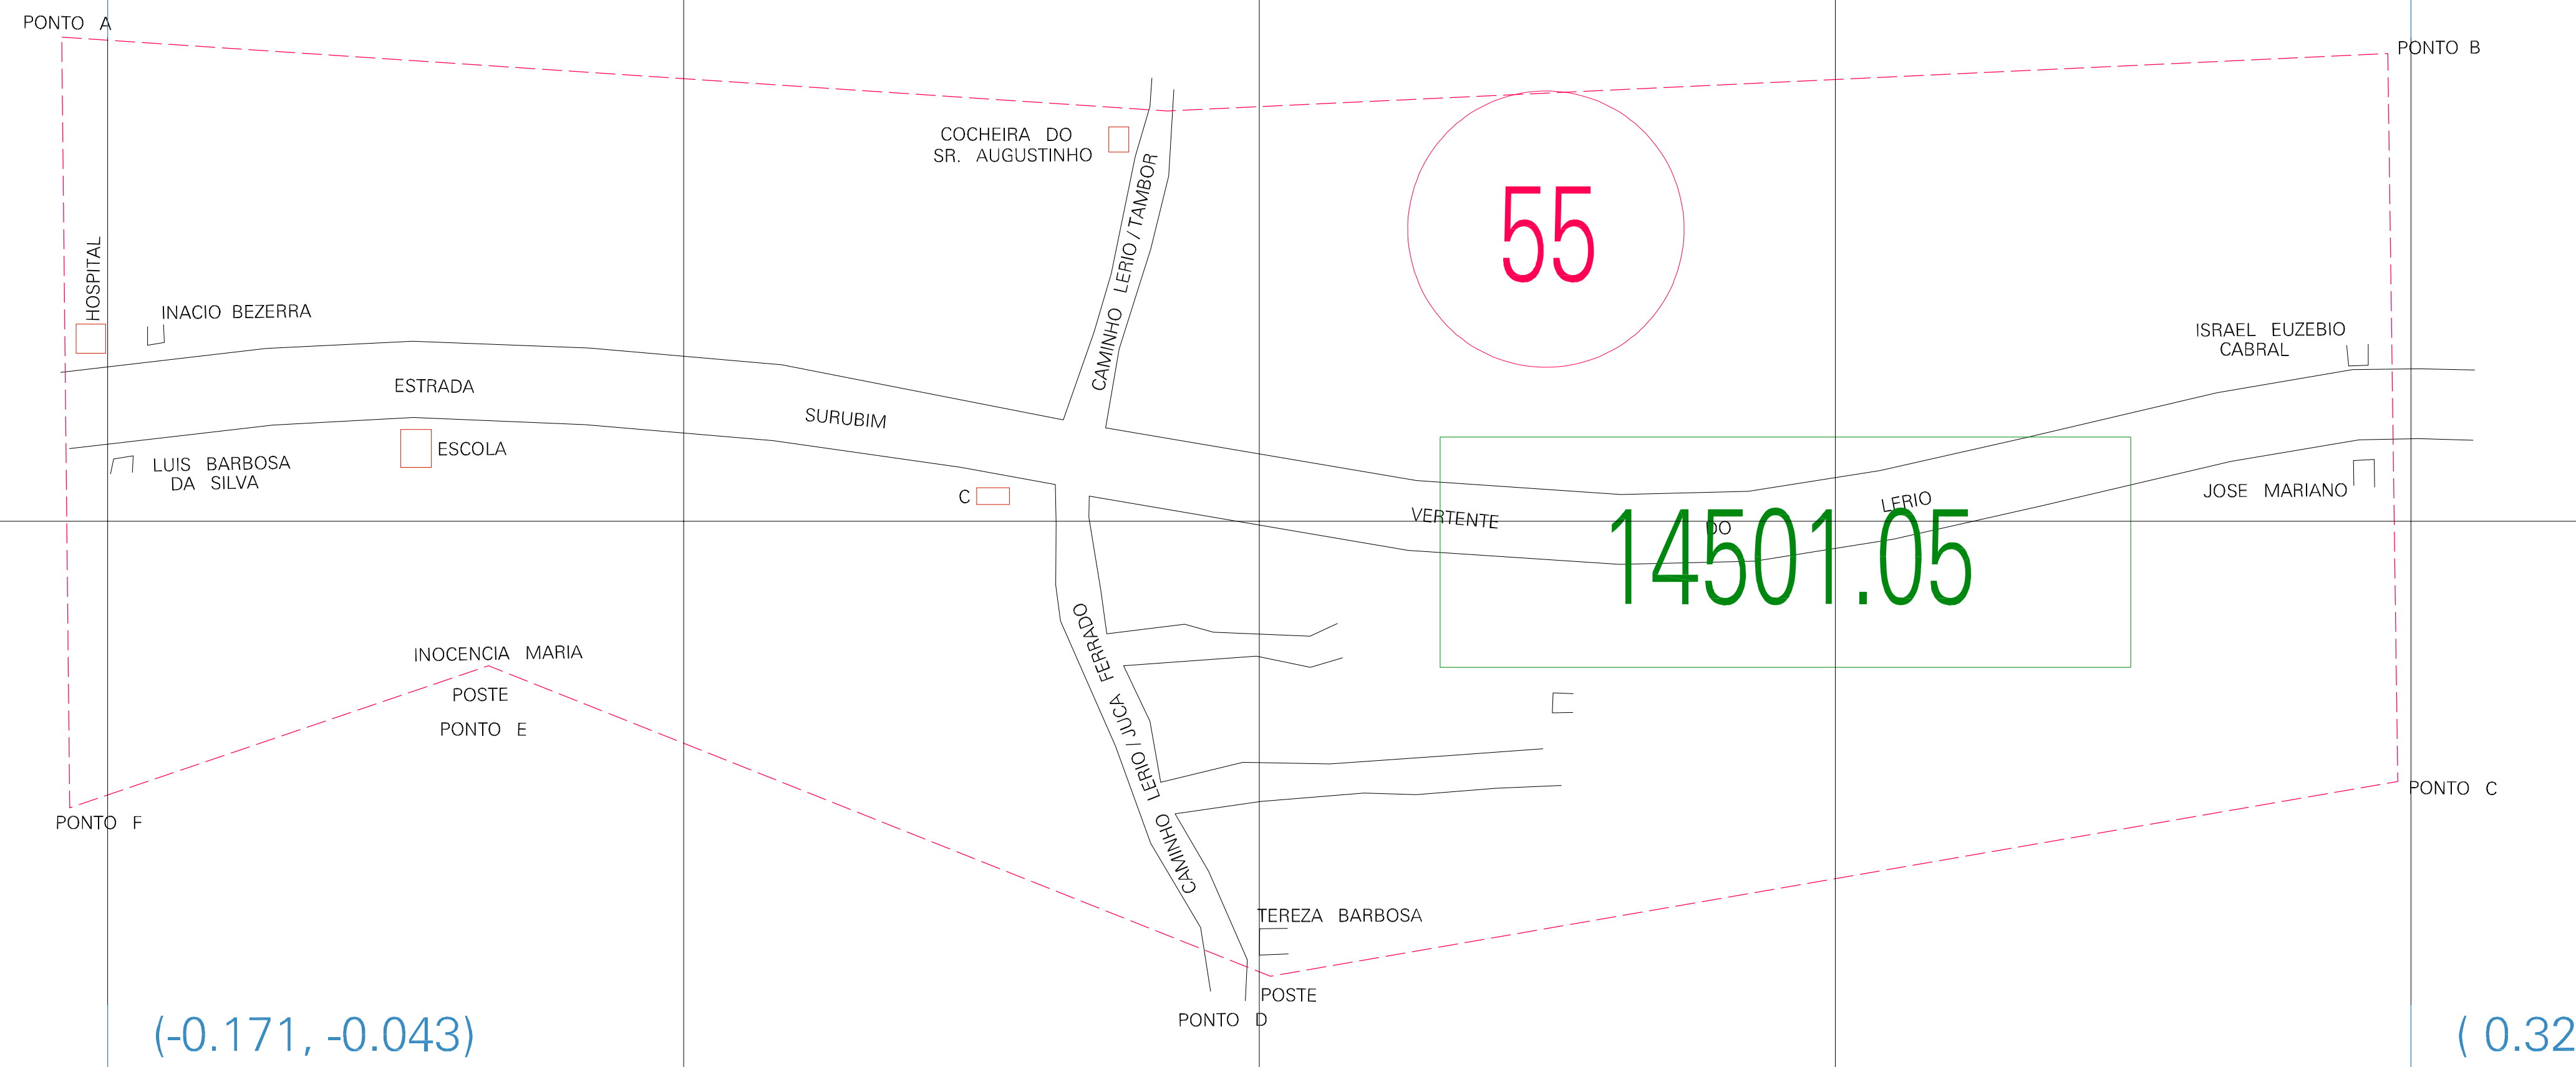 PONTO A
PONTO B
COCHEIRA DO
SR. AUGUSTINHO
CAMINHO LERIO / TAMBOR
55
HOSPITAL
INACIO BEZERRA
ISRAEL EUZEBIO
CABRAL
ESTRADA
SURUBIM
ESCOLA
LUIS BARBOSA
DA SILVA
C
VERTENTE
DO
LERIO
JOSE MARIANO
14501.05
INOCENCIA MARIA
POSTE
PONTO E
CAMINHO LERIO / JUCA FERRADO
PONTO C
PONTO F
TEREZA BARBOSA
POSTE
PONTO D
(-0.171, -0.043)
( 0.32